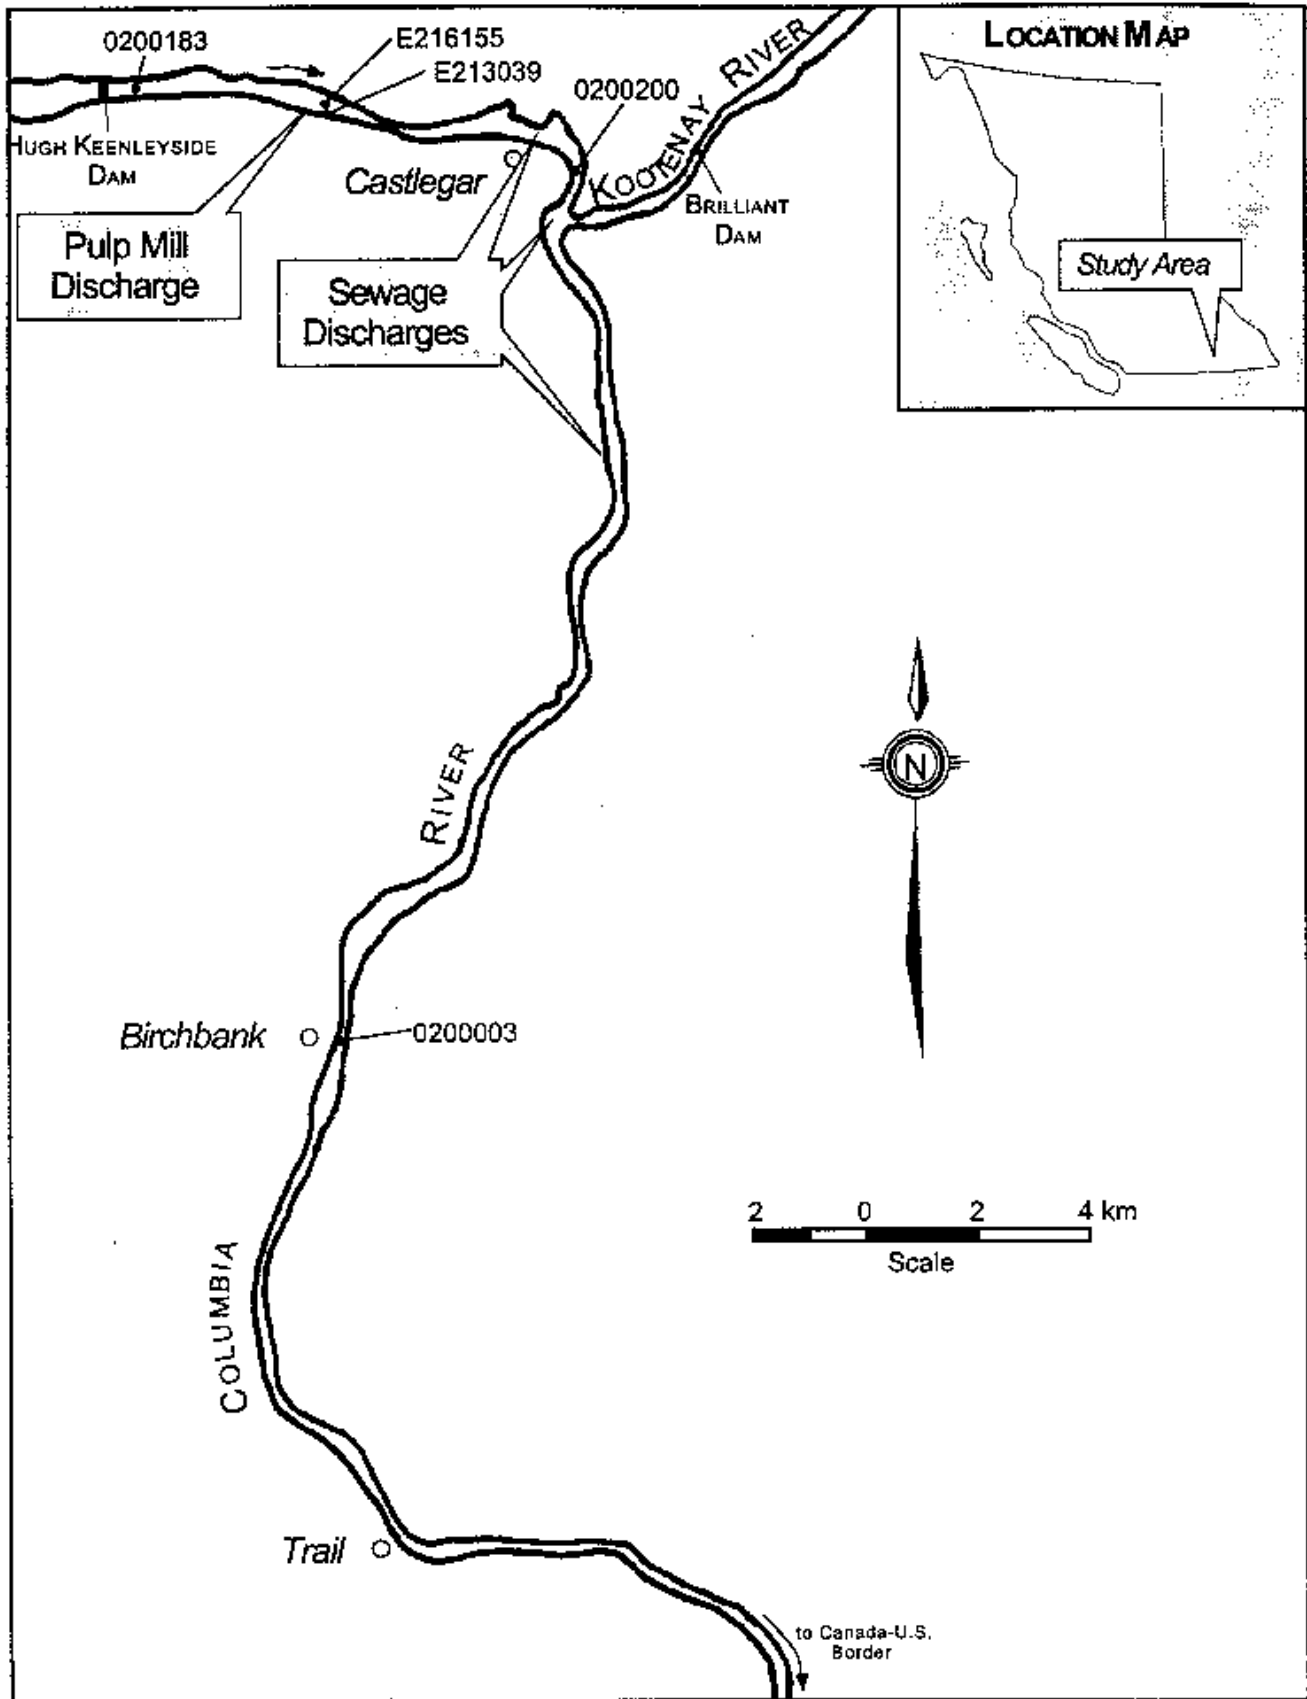 LOCATION MAP
0200183
E216155
E213039
0200200
KOOTENAY RIVER
HUGH KEENLEYSIDE
DAM
Castlegar
BRILLIANT
DAM
Pulp Mill
Discharge
Sewage
Discharges
Study Area
RIVER
N
Birchbank
0200003
2 0 2 4 km
Scale
COLUMBIA
Trail
to Canada-U.S.
Border